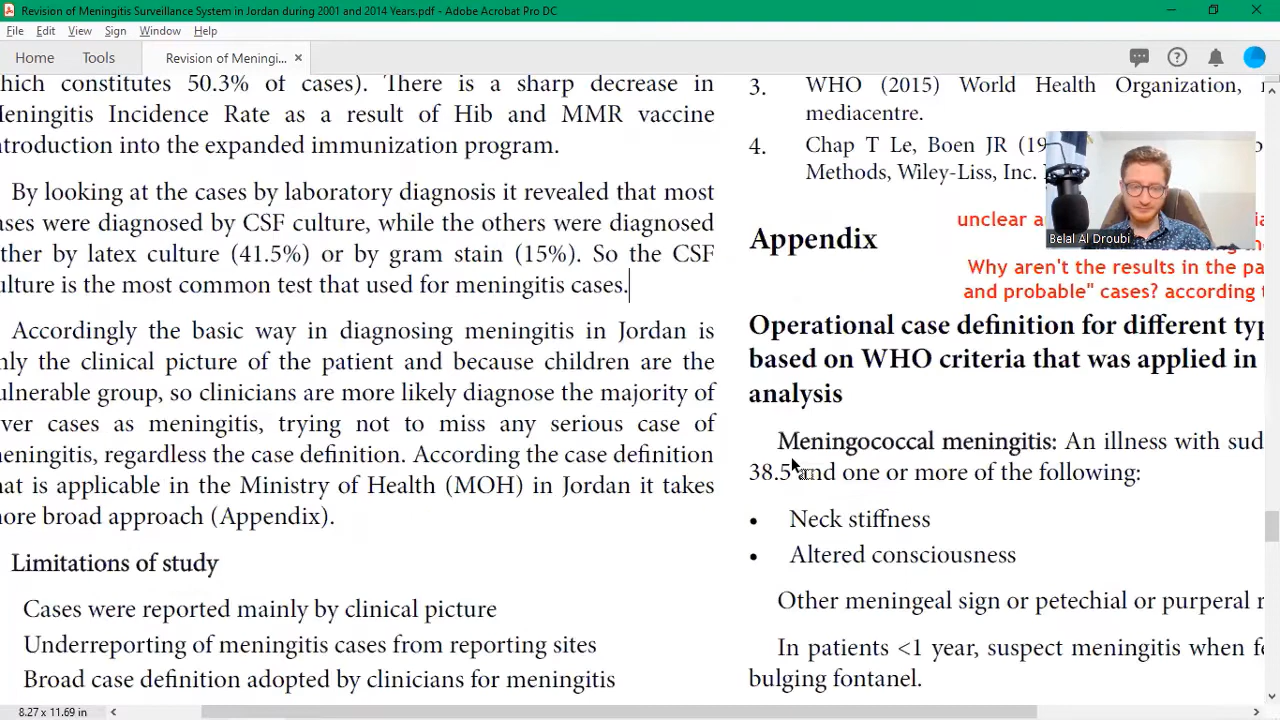 Revision of Meningitis Surveillance System in Jordan during 2001 and 2014 Years.pdf - Adobe Acrobat Pro DC
File Edit View Sign Window Help
Home Tools Revision of Meningi... ×
hich constitutes 50.3% of cases). There is a sharp decrease in
eningitis Incidence Rate as a result of Hib and MMR vaccine
troduction into the expanded immunization program.
By looking at the cases by laboratory diagnosis it revealed that most
ases were diagnosed by CSF culture, while the others were diagnosed
ther by latex culture (41.5%) or by gram stain (15%). So the CSF
ulture is the most common test that used for meningitis cases.
Accordingly the basic way in diagnosing meningitis in Jordan is
nly the clinical picture of the patient and because children are the
ulnerable group, so clinicians are more likely diagnose the majority of
ver cases as meningitis, trying not to miss any serious case of
eningitis, regardless the case definition. According the case definition
hat is applicable in the Ministry of Health (MOH) in Jordan it takes
ore broad approach (Appendix).
Limitations of study
Cases were reported mainly by clinical picture
Underreporting of meningitis cases from reporting sites
Broad case definition adopted by clinicians for meningitis
3. WHO (2015) World Health Organization,
mediacentre.
4. Chap T Le, Boen JR (19
Methods, Wiley-Liss, Inc.
unclear a
Belal Al Droubi
Appendix
Why aren't the results in the pa
and probable" cases? according t
Operational case definition for different typ
based on WHO criteria that was applied in
analysis
Meningococcal meningitis: An illness with sud
38.5 and one or more of the following:
• Neck stiffness
• Altered consciousness
Other meningeal sign or petechial or purperal r
In patients <1 year, suspect meningitis when fe
bulging fontanel.
8.27 x 11.69 in